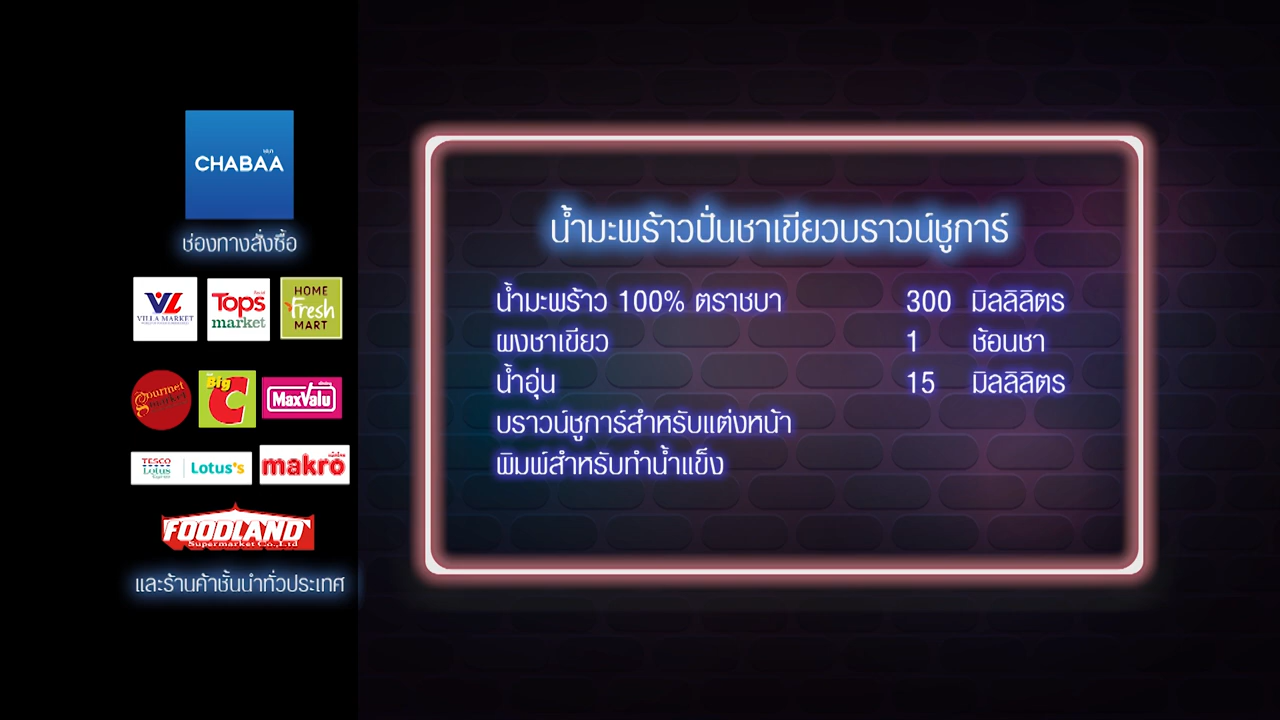 ชบา
CHABAA
ช่องทางสั่งซื้อ
VILLA MARKET
Tops
market
HOME
Fresh
MART
Gourmet
market
Big C
MaxValu
TESCO
Lotus
Lotus's
makro
FOODLAND
Supermarket Co.,Ltd
และร้านค้าชั้นนำทั่วประเทศ
น้ำมะพร้าวปั่นชาเขียวบราวน์ชูการ์
น้ำมะพร้าว 100% ตราชบา 300 มิลลิลิตร
ผงชาเขียว 1 ช้อนชา
น้ำอุ่น 15 มิลลิลิตร
บราวน์ชูการ์สำหรับแต่งหน้า
พิมพ์สำหรับทำน้ำแข็ง